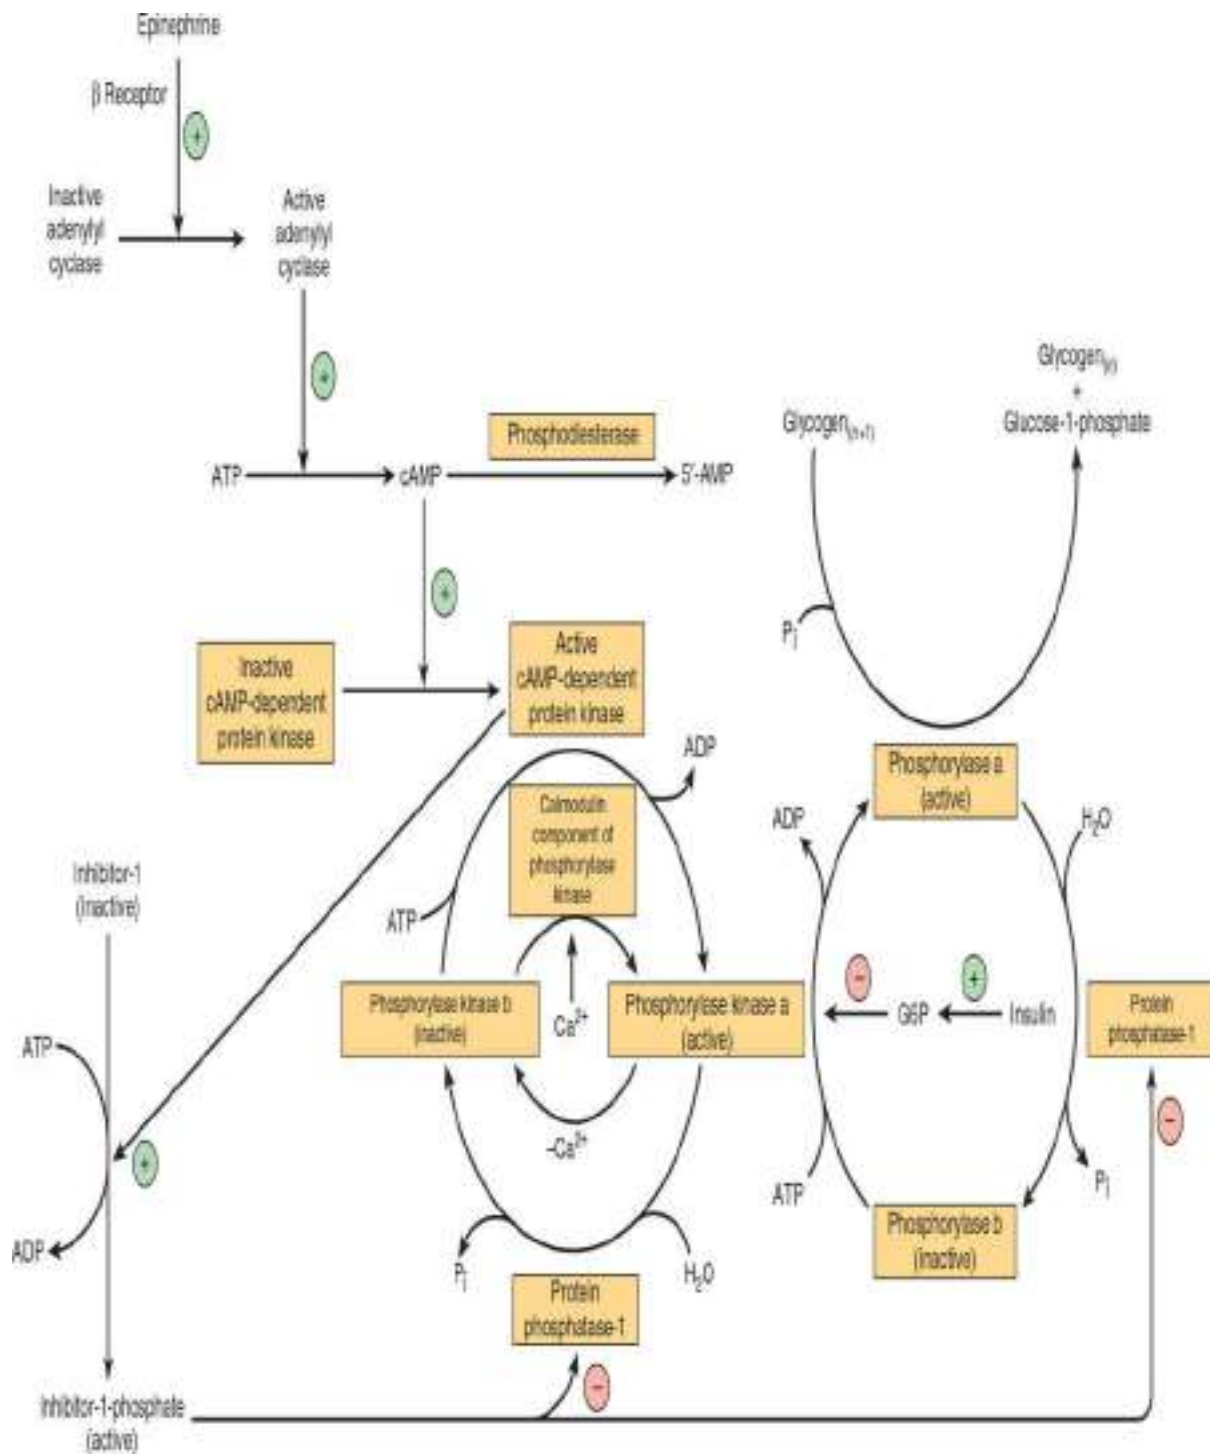 Epinephrine
β Receptor
+
Inactive
adenylyl
cyclase
Active
adenylyl
cyclase
+
Glycogen(n)
+
Glucose-1-phosphate
Glycogen(n+1)
Phosphodiesterase
ATP
cAMP
5'-AMP
+
Pi
Inactive
cAMP-dependent
protein kinase
Active
cAMP-dependent
protein kinase
ADP
Phosphorylase a
(active)
Calmodulin
component of
phosphorylase
kinase
ADP
H2O
Inhibitor-1
(inactive)
ATP
–
+
Phosphorylase kinase b
(inactive)
Ca2+
Phosphorylase kinase a
(active)
G6P
Insulin
Protein
phosphatase-1
ATP
–
–Ca2+
+
ATP
Pi
Phosphorylase b
(inactive)
ADP
Pi
H2O
Protein
phosphatase-1
–
Inhibitor-1-phosphate
(active)